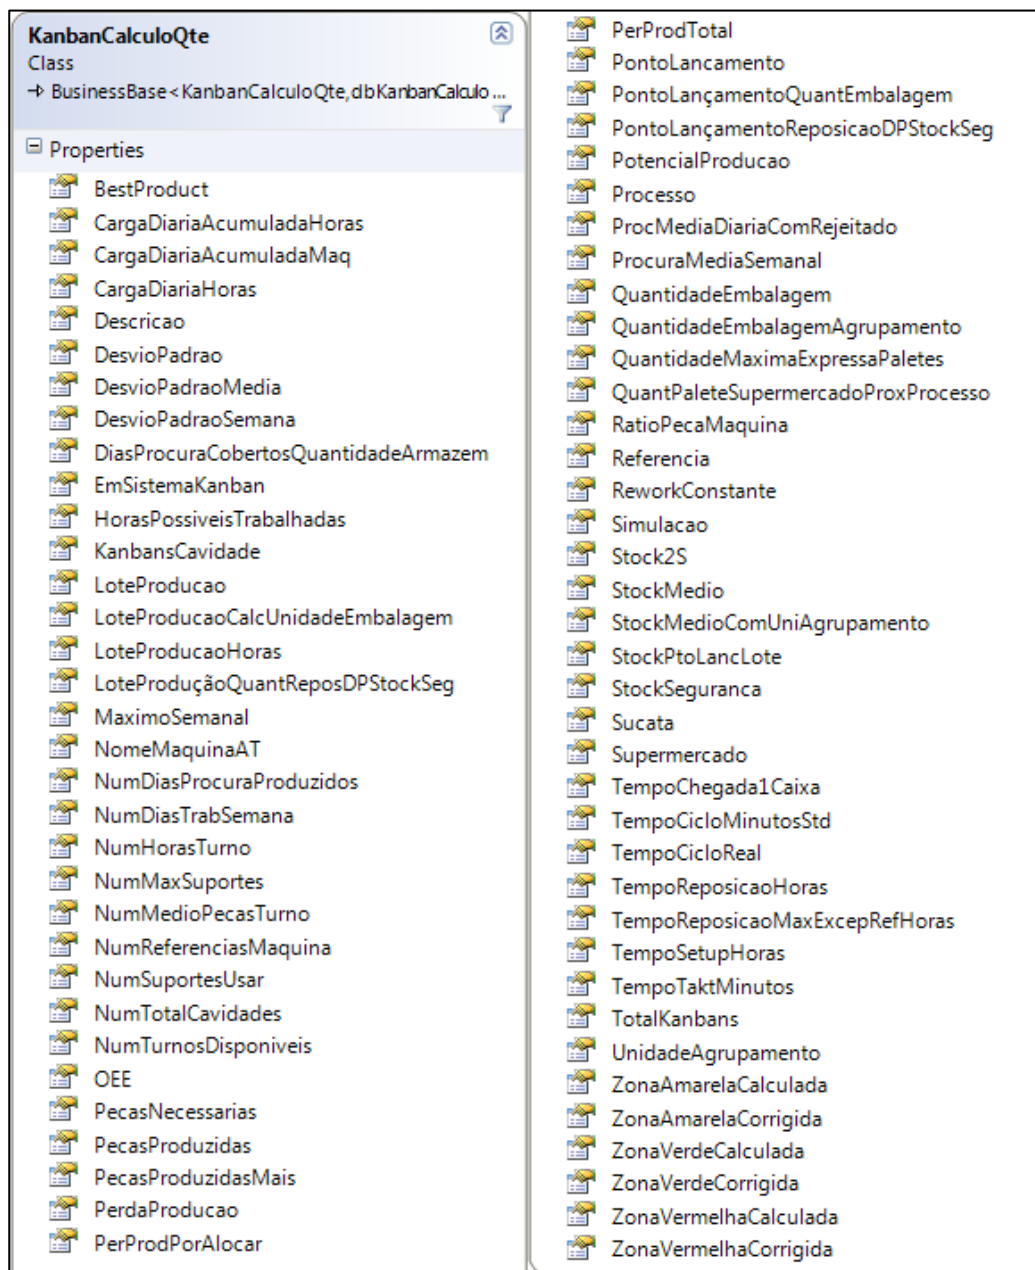 KanbanCalculoQte
Class
BusinessBase<KanbanCalculoQte,dbKanbanCalculo ...
Properties
BestProduct
CargaDiariaAcumuladaHoras
CargaDiariaAcumuladaMaq
CargaDiariaHoras
Descricao
DesvioPadrao
DesvioPadraoMedia
DesvioPadraoSemana
DiasProcuraCobertosQuantidadeArmazem
EmSistemaKanban
HorasPossiveisTrabalhadas
KanbansCavidade
LoteProducao
LoteProducaoCalcUnidadeEmbalagem
LoteProducaoHoras
LoteProduçãoQuantReposDPStockSeg
MaximoSemanal
NomeMaquinaAT
NumDiasProcuraProduzidos
NumDiasTrabSemana
NumHorasTurno
NumMaxSuportes
NumMedioPecasTurno
NumReferenciasMaquina
NumSuportesUsar
NumTotalCavidades
NumTurnosDisponiveis
OEE
PecasNecessarias
PecasProduzidas
PecasProduzidasMais
PerdaProducao
PerProdPorAlocar
PerProdTotal
PontoLancamento
PontoLançamentoQuantEmbalagem
PontoLançamentoReposicaoDPStockSeg
PotencialProducao
Processo
ProcMediaDiariaComRejeitado
ProcuraMediaSemanal
QuantidadeEmbalagem
QuantidadeEmbalagemAgrupamento
QuantidadeMaximaExpressaPaletes
QuantPaleteSupermercadoProxProcesso
RatioPecaMaquina
Referencia
ReworkConstante
Simulacao
Stock2S
StockMedio
StockMedioComUniAgrupamento
StockPtoLancLote
StockSeguranca
Sucata
Supermercado
TempoChegada1Caixa
TempoCicloMinutosStd
TempoCicloReal
TempoReposicaoHoras
TempoReposicaoMaxExcepRefHoras
TempoSetupHoras
TempoTaktMinutos
TotalKanbans
UnidadeAgrupamento
ZonaAmarelaCalculada
ZonaAmarelaCorrigida
ZonaVerdeCalculada
ZonaVerdeCorrigida
ZonaVermelhaCalculada
ZonaVermelhaCorrigida